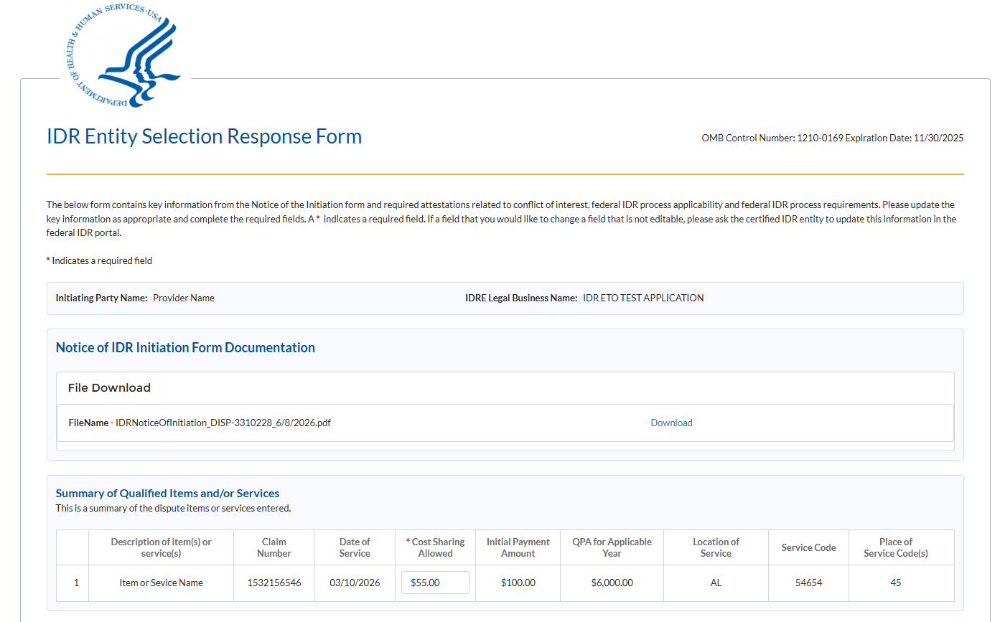 DEPARTMENT OF HEALTH & HUMAN SERVICES · USA
IDR Entity Selection Response Form
OMB Control Number: 1210-0169 Expiration Date: 11/30/2025
The below form contains key information from the Notice of the Initiation form and required attestations related to conflict of interest, federal IDR process applicability and federal IDR process requirements. Please update the
key information as appropriate and complete the required fields. A * indicates a required field. If a field that you would like to change a field that is not editable, please ask the certified IDR entity to update this information in the
federal IDR portal.
* Indicates a required field
Initiating Party Name: Provider Name
IDRE Legal Business Name: IDR ETO TEST APPLICATION
Notice of IDR Initiation Form Documentation
File Download
FileName - IDRNoticeOfInitiation_DISP-3310228_6/8/2026.pdf
Download
Summary of Qualified Items and/or Services
This is a summary of the dispute items or services entered.
Description of item(s) or
service(s)
Claim
Number
Date of
Service
* Cost Sharing
Allowed
Initial Payment
Amount
QPA for Applicable
Year
Location of
Service
Service Code
Place of
Service Code(s)
1
Item or Sevice Name
1532156546
03/10/2026
$55.00
$100.00
$6,000.00
AL
54654
45